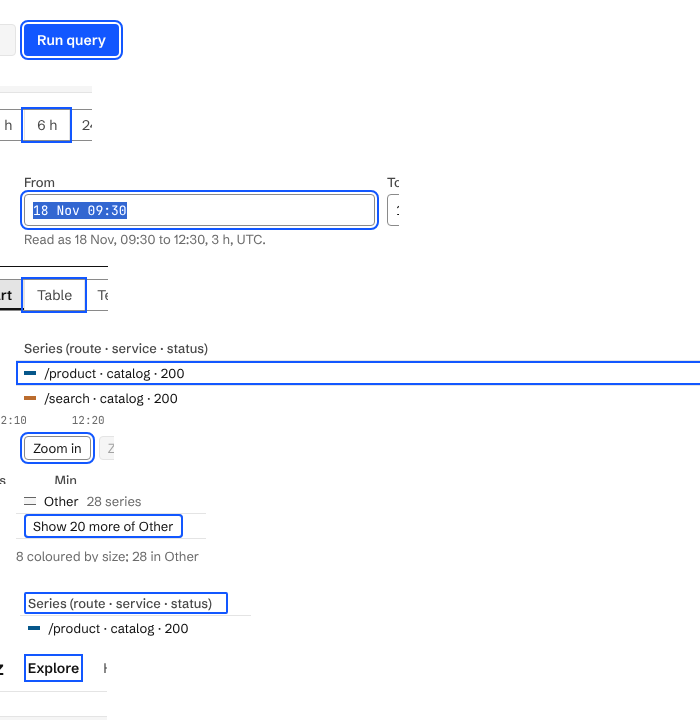 Run query
h 6 h
From To
18 Nov 09:30
Read as 18 Nov, 09:30 to 12:30, 3 h, UTC.
Table
Series (route · service · status)
/product · catalog · 200
/search · catalog · 200
2:10 12:20
Zoom in
Min
Other 28 series
Show 20 more of Other
8 coloured by size; 28 in Other
Series (route · service · status)
/product · catalog · 200
Explore